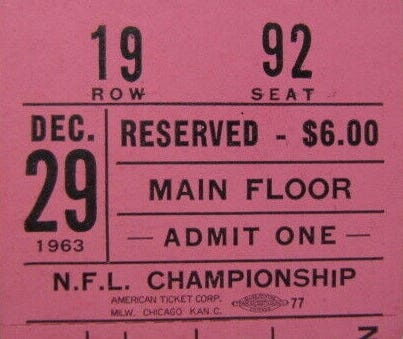 19 92
ROW SEAT
DEC. RESERVED - $6.00
29 MAIN FLOOR
1963 — ADMIT ONE —
N.F.L. CHAMPIONSHIP
AMERICAN TICKET CORP.
MILW. CHICAGO KAN C. 77